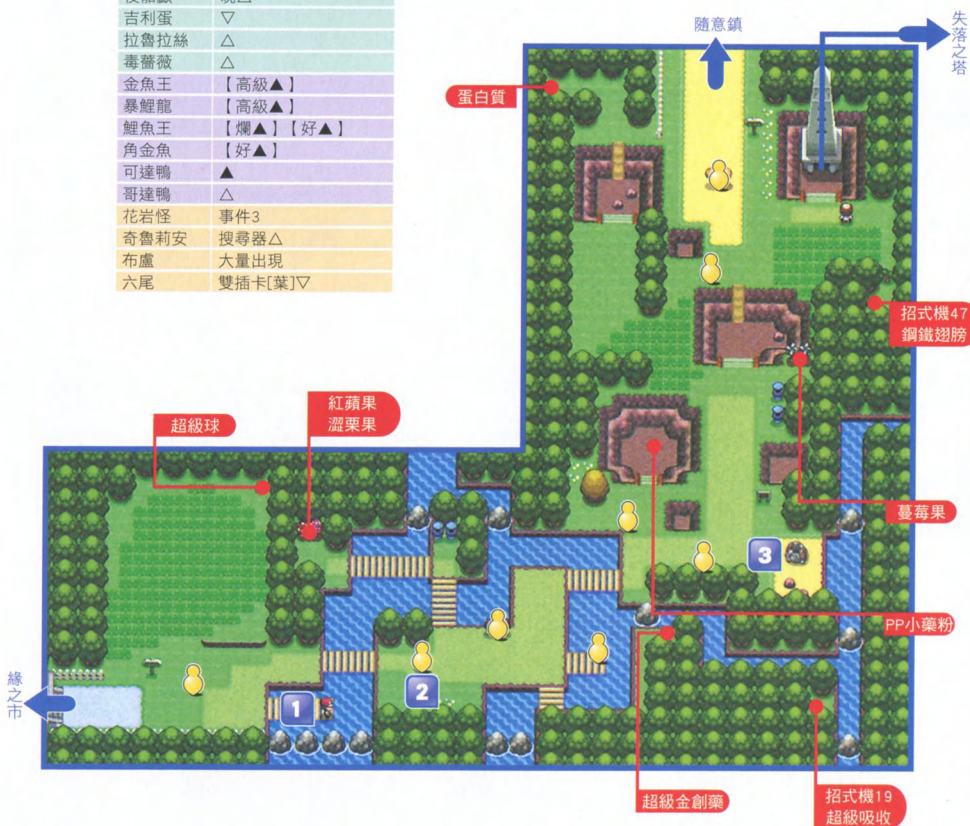 吉利蛋 ▽
拉魯拉絲 △
毒薔薇 △
金魚王 【高級▲】
暴鯉龍 【高級▲】
鯉魚王 【爛▲】【好▲】
角金魚 【好▲】
可達鴨 ▲
哥達鴨 △
花岩怪 事件3
奇魯莉安 搜尋器△
布盧 大量出現
六尾 雙插卡[葉]▽
隨意鎮
失落之塔
蛋白質
招式機47
鋼鐵翅膀
超級球
紅蘋果
澀栗果
蔓莓果
3
PP小藥粉
緣之市
1
2
超級金創藥
招式機19
超級吸收